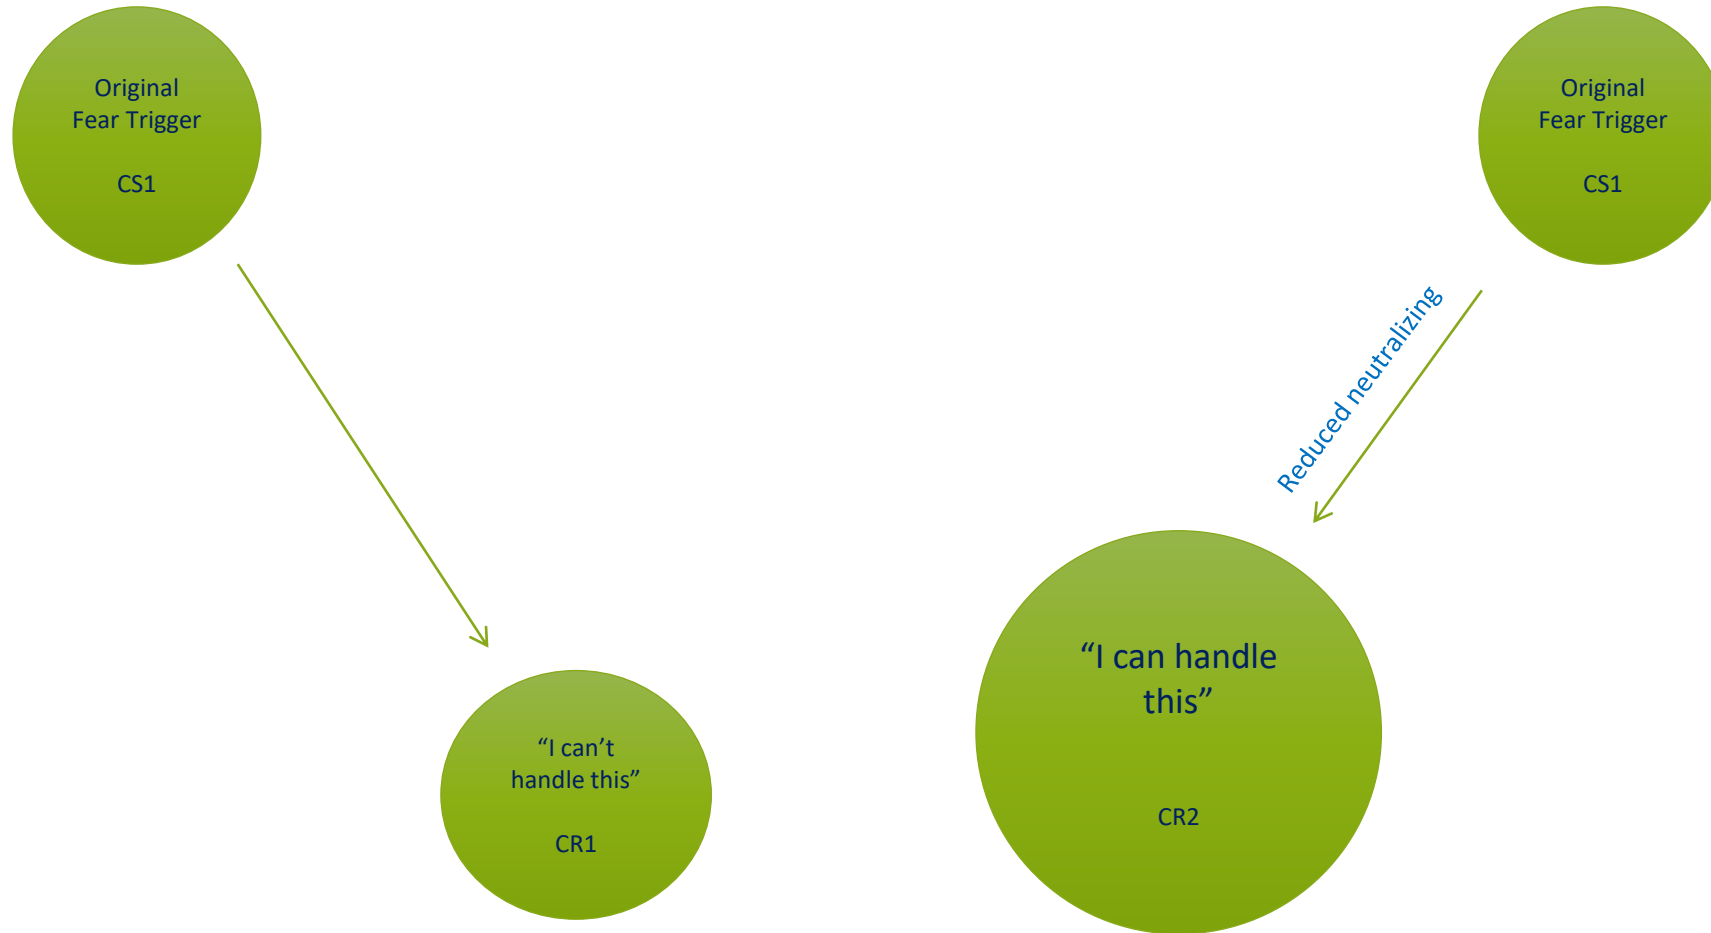 Original
Fear Trigger
CS1
Original
Fear Trigger
CS1
Reduced neutralizing
“I can handle
this”
CR2
“I can’t
handle this”
CR1